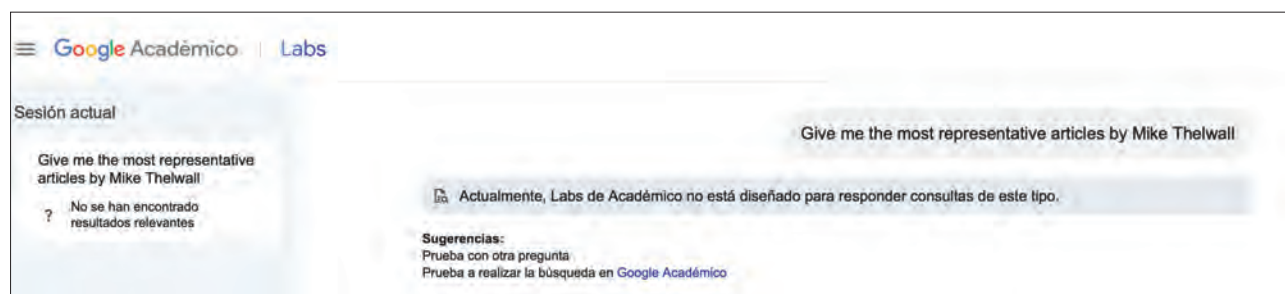 Google Académico | Labs
Sesión actual
Give me the most representative articles by Mike Thelwall
Give me the most representative
articles by Mike Thelwall
? No se han encontrado
resultados relevantes
Actualmente, Labs de Académico no está diseñado para responder consultas de este tipo.
Sugerencias:
Prueba con otra pregunta
Prueba a realizar la búsqueda en Google Académico